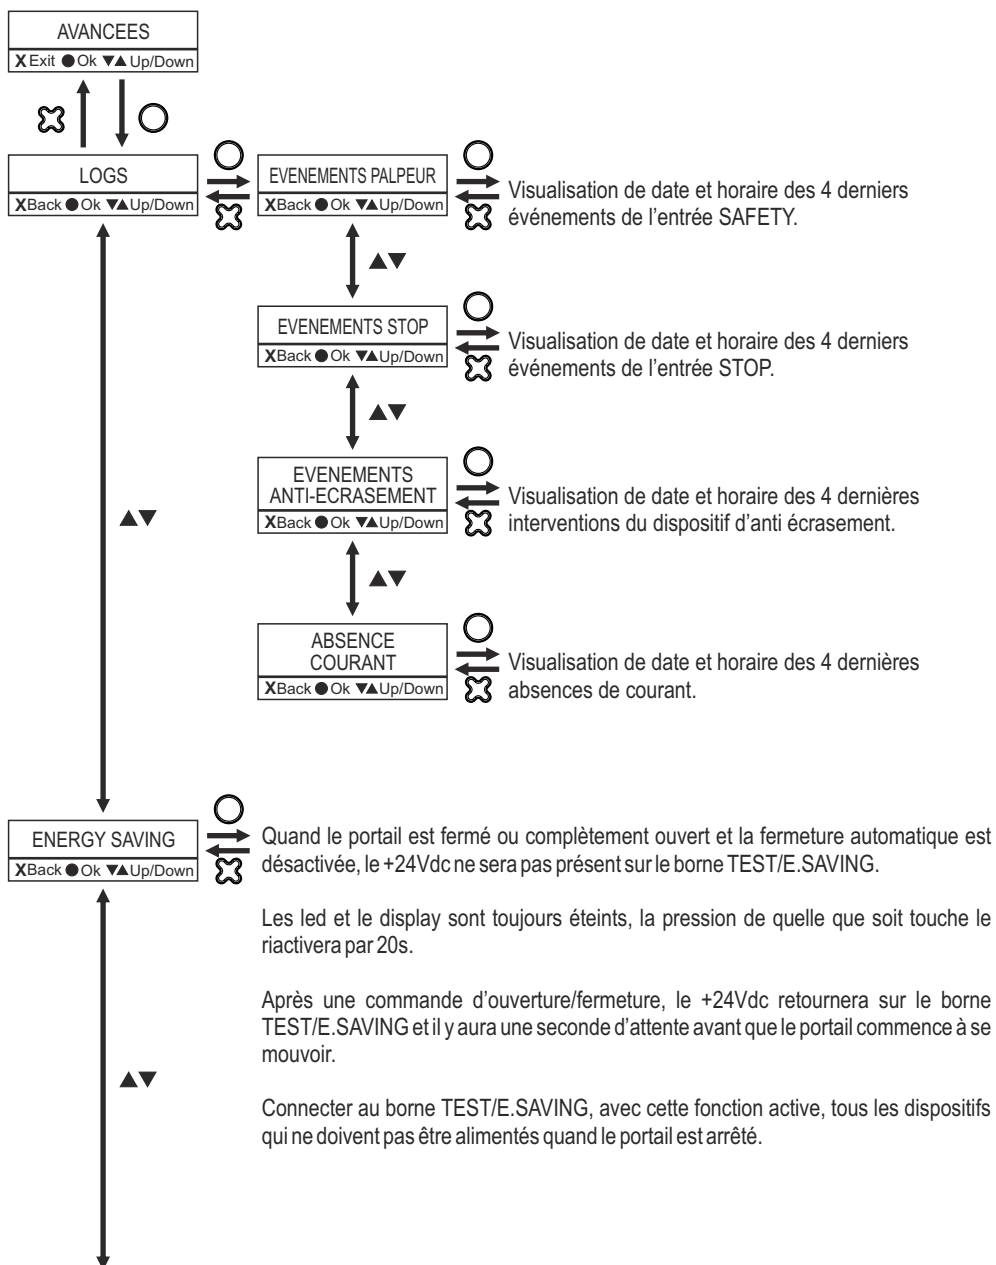 AVANCEES
X Exit ● Ok ▼▲ Up/Down
LOGS
XBack ● Ok ▼▲Up/Down
EVENEMENTS PALPEUR
XBack ● Ok ▼▲Up/Down
Visualisation de date et horaire des 4 derniers
événements de l’entrée SAFETY.
▲▼
EVENEMENTS STOP
XBack ● Ok ▼▲Up/Down
Visualisation de date et horaire des 4 derniers
événements de l’entrée STOP.
▲▼
EVENEMENTS
ANTI-ECRASEMENT
XBack ● Ok ▼▲Up/Down
Visualisation de date et horaire des 4 dernières
interventions du dispositif d’anti écrasement.
▲▼
▲▼
ABSENCE
COURANT
XBack ● Ok ▼▲Up/Down
Visualisation de date et horaire des 4 dernières
absences de courant.
ENERGY SAVING
XBack ● Ok ▼▲Up/Down
Quand le portail est fermé ou complètement ouvert et la fermeture automatique est
désactivée, le +24Vdc ne sera pas présent sur le borne TEST/E.SAVING.
Les led et le display sont toujours éteints, la pression de quelle que soit touche le
riactivera par 20s.
Après une commande d’ouverture/fermeture, le +24Vdc retournera sur le borne
TEST/E.SAVING et il y aura une seconde d’attente avant que le portail commence à se
mouvoir.
▲▼
Connecter au borne TEST/E.SAVING, avec cette fonction active, tous les dispositifs
qui ne doivent pas être alimentés quand le portail est arrêté.